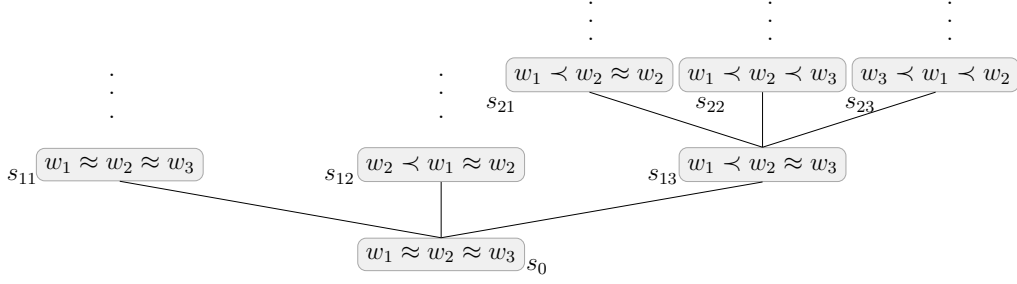 w₁ ≺ w₂ ≈ w₂
w₁ ≺ w₂ ≺ w₃
w₃ ≺ w₁ ≺ w₂
s₂₁
s₂₂
s₂₃
w₁ ≈ w₂ ≈ w₃
w₂ ≺ w₁ ≈ w₂
w₁ ≺ w₂ ≈ w₃
s₁₁
s₁₂
s₁₃
w₁ ≈ w₂ ≈ w₃
s₀